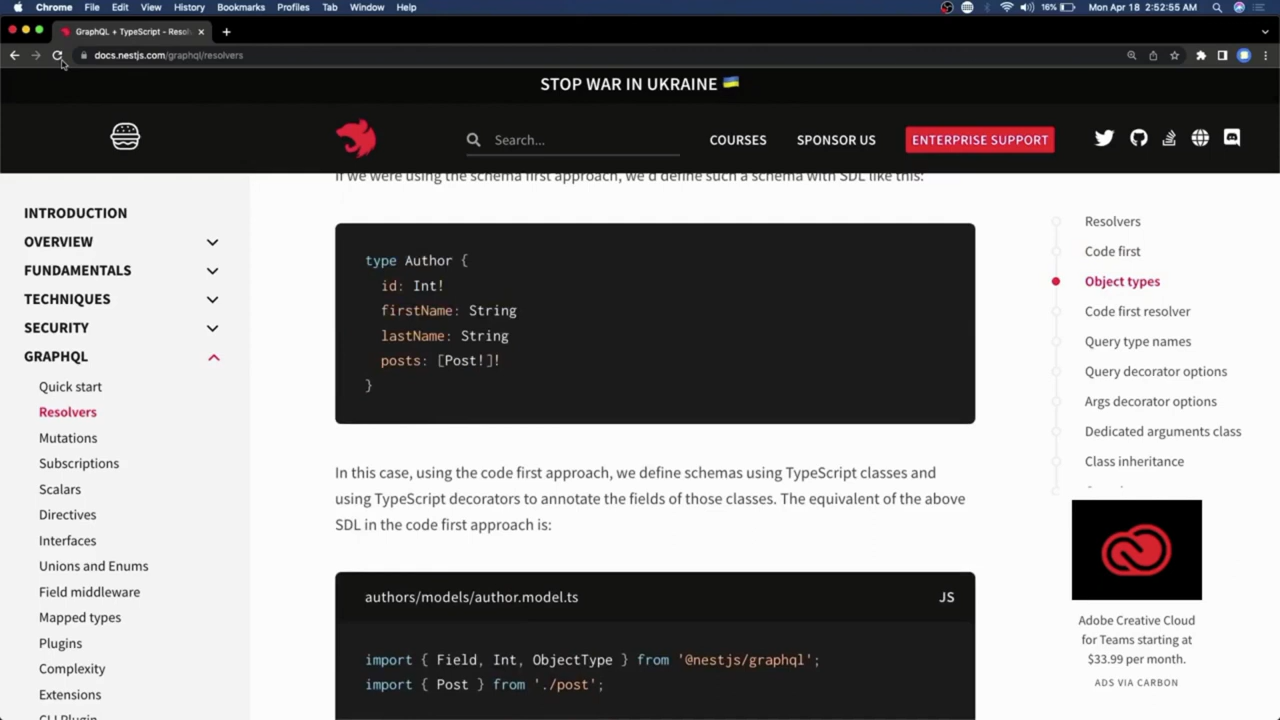 Chrome File Edit View History Bookmarks Profiles Tab Window Help 16% Mon Apr 18 2:52:55 PM
GraphQL + TypeScript - Resol
docs.nestjs.com/graphql/resolvers
STOP WAR IN UKRAINE 🇺🇦
Search... COURSES SPONSOR US ENTERPRISE SUPPORT
INTRODUCTION
OVERVIEW
FUNDAMENTALS
TECHNIQUES
SECURITY
GRAPHQL
Quick start
Resolvers
Mutations
Subscriptions
Scalars
Directives
Interfaces
Unions and Enums
Field middleware
Mapped types
Plugins
Complexity
Extensions
CLI Plugin
If we were using the schema first approach, we'd define such a schema with SDL like this:
type Author {
id: Int!
firstName: String
lastName: String
posts: [Post!]!
}
In this case, using the code first approach, we define schemas using TypeScript classes and
using TypeScript decorators to annotate the fields of those classes. The equivalent of the above
SDL in the code first approach is:
authors/models/author.model.ts JS
import { Field, Int, ObjectType } from '@nestjs/graphql';
import { Post } from './post';
Resolvers
Code first
Object types
Code first resolver
Query type names
Query decorator options
Args decorator options
Dedicated arguments class
Class inheritance
Adobe Creative Cloud
for Teams starting at
$33.99 per month.
ADS VIA CARBON